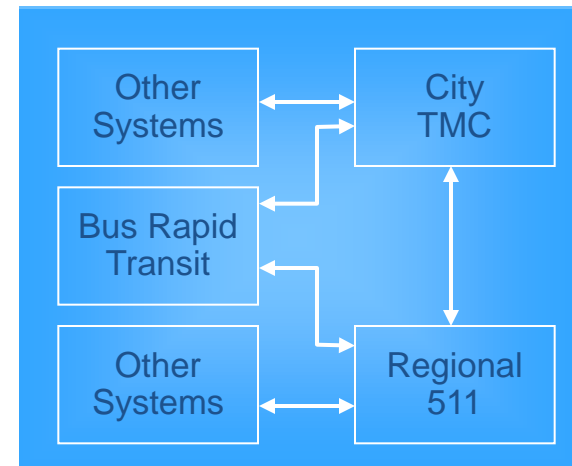 Other
Systems
City
TMC
Bus Rapid
Transit
Other
Systems
Regional
511